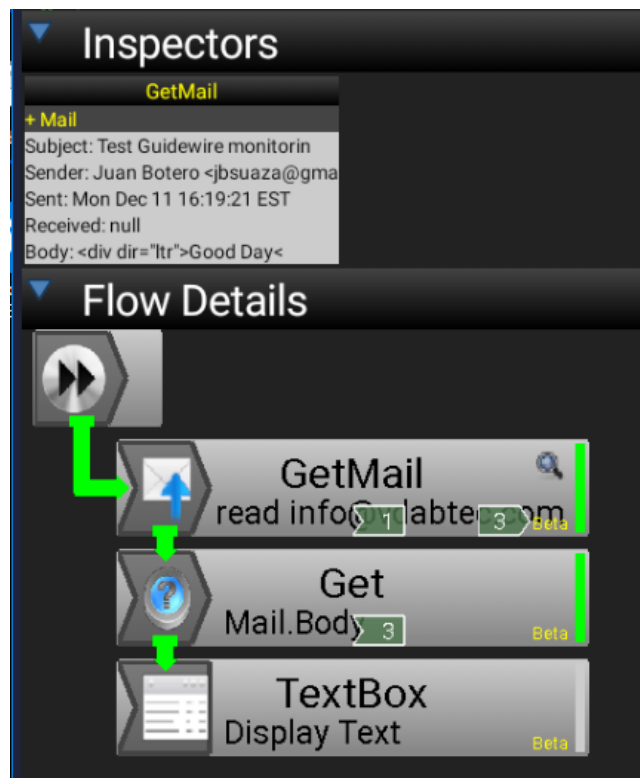 Inspectors
GetMail
+ Mail
Subject: Test Guidewire monitorin
Sender: Juan Botero <jbsuaza@gma
Sent: Mon Dec 11 16:19:21 EST
Received: null
Body: <div dir="ltr">Good Day<
Flow Details
GetMail
read
1
3
Beta
Get
Mail.Body
3
Beta
TextBox
Display Text
Beta